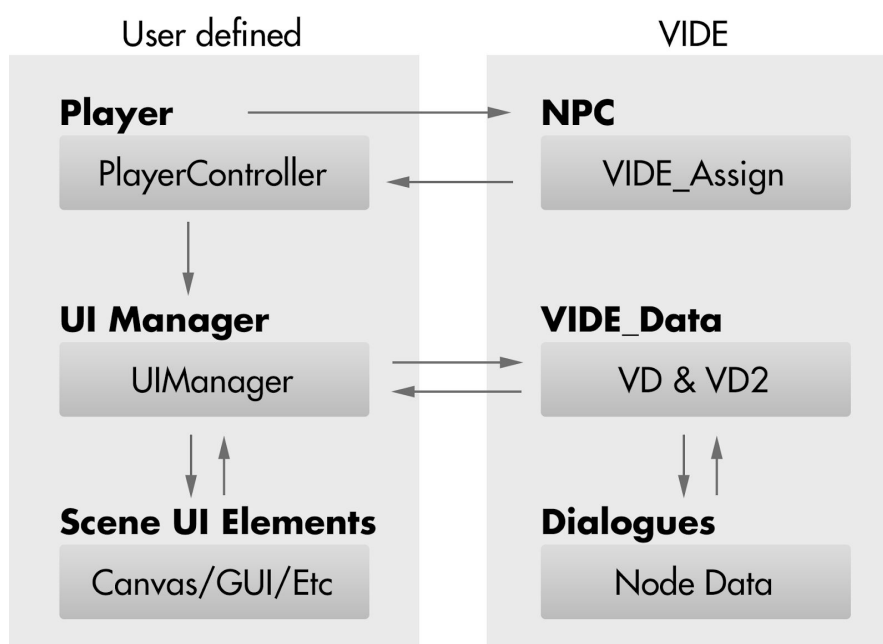 User defined
VIDE
Player
NPC
PlayerController
VIDE_Assign
UI Manager
VIDE_Data
UIManager
VD & VD2
Scene UI Elements
Dialogues
Canvas/GUI/Etc
Node Data